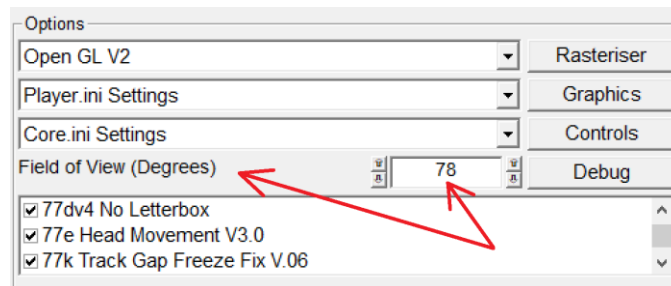 Options
Open GL V2
Rasteriser
Player.ini Settings
Graphics
Core.ini Settings
Controls
Field of View (Degrees)
78
Debug
77dv4 No Letterbox
77e Head Movement V3.0
77k Track Gap Freeze Fix V.06